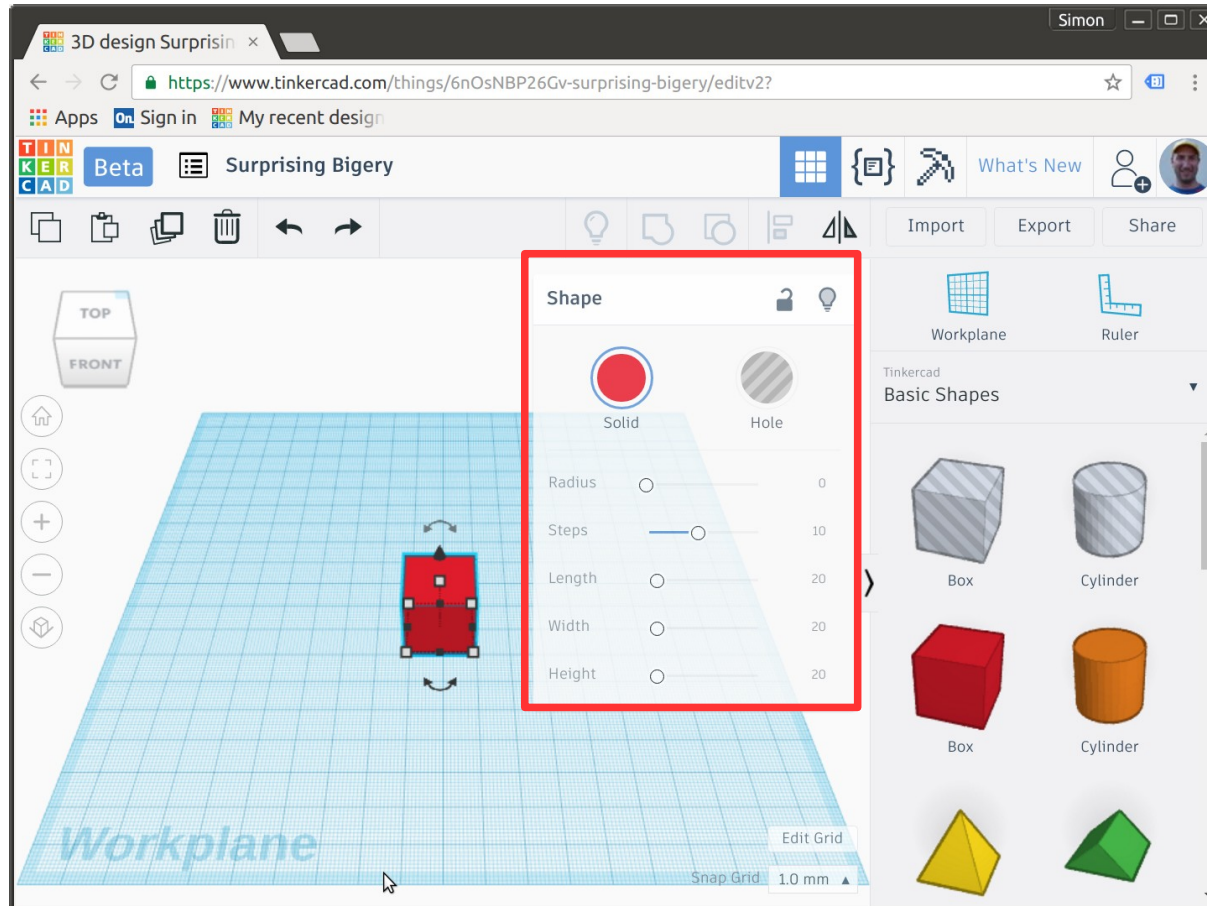 Simon
3D design Surprisin ×
https://www.tinkercad.com/things/6nOsNBP26Gv-surprising-bigery/editv2?
Apps On Sign in My recent desig
TIN
KER
CAD
Beta
Surprising Bigery
What's New
Import Export Share
TOP
FRONT
Shape
Solid Hole
Radius 0
Steps 10
Length 20
Width 20
Height 20
Workplane Ruler
Tinkercad
Basic Shapes
Box Cylinder
Box Cylinder
Workplane
Edit Grid
Snap Grid 1.0 mm